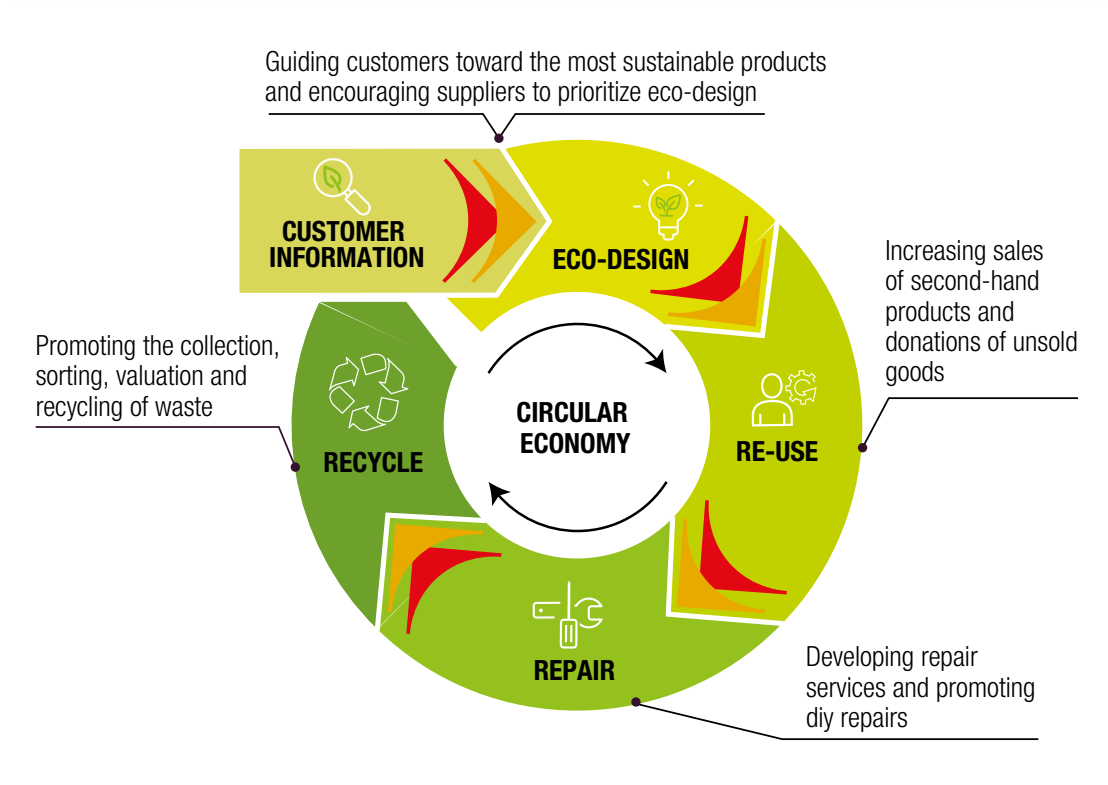 Guiding customers toward the most sustainable products
and encouraging suppliers to prioritize eco-design
CUSTOMER
INFORMATION
ECO-DESIGN
Increasing sales
of second-hand
products and
donations of unsold
goods
RE-USE
Promoting the collection,
sorting, valuation and
recycling of waste
RECYCLE
CIRCULAR
ECONOMY
REPAIR
Developing repair
services and promoting
diy repairs